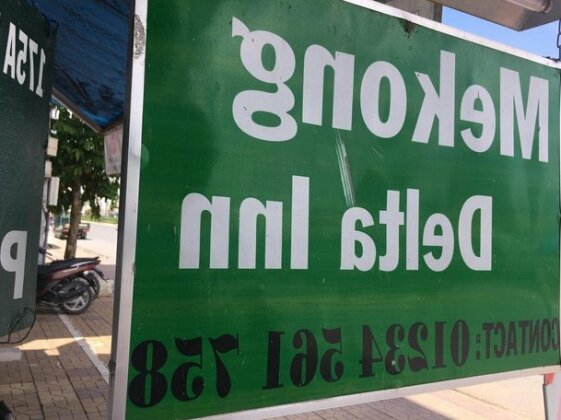 Mekong
Delta Inn
CONTACT: 01234 561 758
175A
P